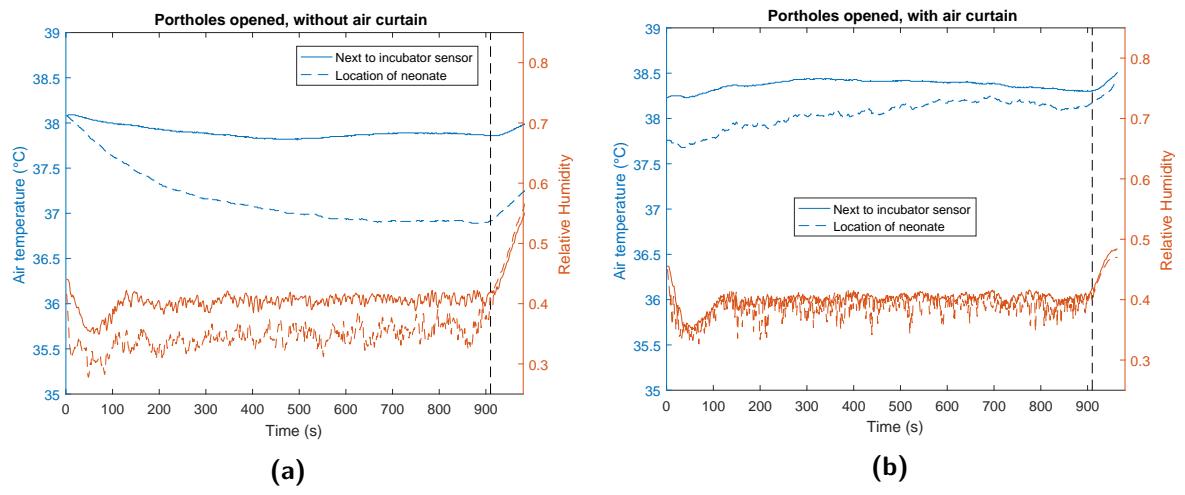 Portholes opened, without air curtain
39
38.5
38
37.5
37
36.5
36
35.5
35
Air temperature (°C)
Next to incubator sensor
Location of neonate
0.8
0.7
0.6
0.5
0.4
0.3
Relative Humidity
0 100 200 300 400 500 600 700 800 900
Time (s)
(a)
Portholes opened, with air curtain
39
38.5
38
37.5
37
36.5
36
35.5
35
Air temperature (°C)
Next to incubator sensor
Location of neonate
0.8
0.7
0.6
0.5
0.4
0.3
Relative Humidity
0 100 200 300 400 500 600 700 800 900
Time (s)
(b)